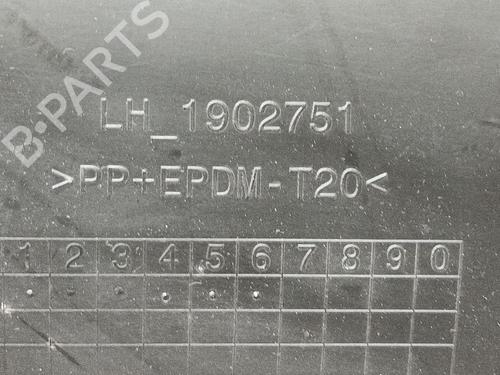 B-PARTS
LH_1902751
>PP+EPDM-T20<
1 2 3 4 5 6 7 8 9 0